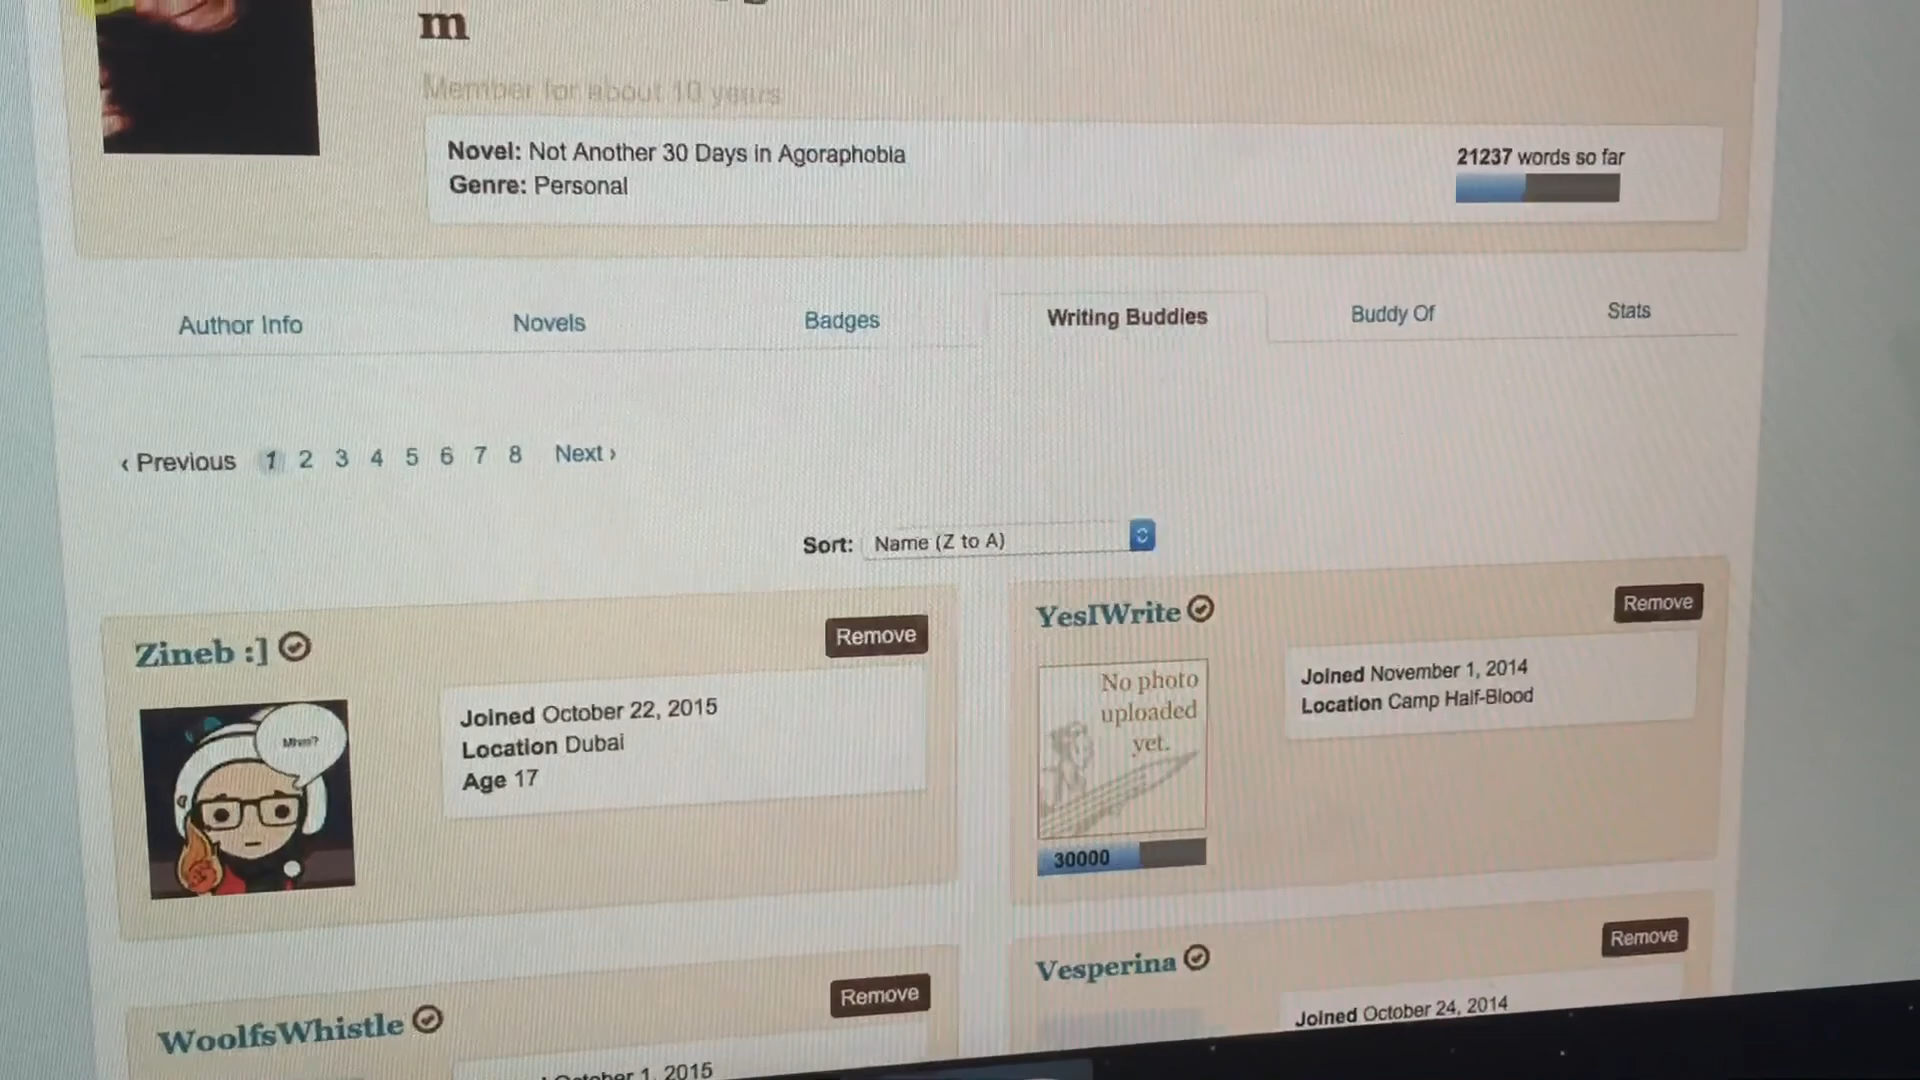 m
Member for about 10 years
Novel: Not Another 30 Days in Agoraphobia
Genre: Personal
21237 words so far
Author Info
Novels
Badges
Writing Buddies
Buddy Of
Stats
‹ Previous 1 2 3 4 5 6 7 8 Next ›
Sort: Name (Z to A)
Zineb :]
Remove
Joined October 22, 2015
Location Dubai
Age 17
YesIWrite
Remove
No photo
uploaded
yet.
30000
Joined November 1, 2014
Location Camp Half-Blood
WoolfsWhistle
Remove
October 1, 2015
Vesperina
Remove
Joined October 24, 2014